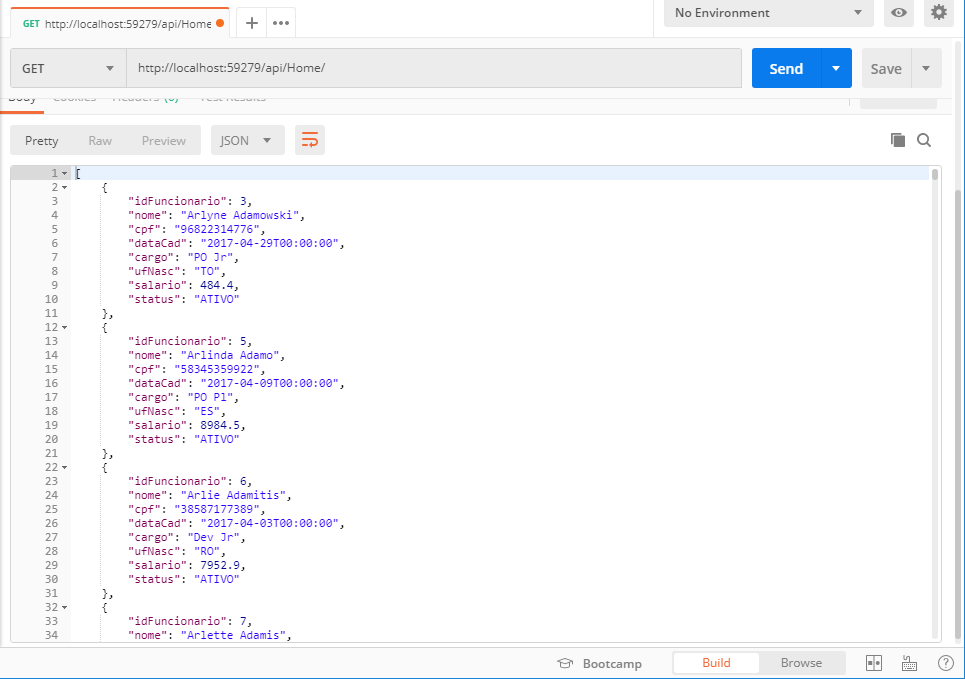 GET http://localhost:59279/api/Home
No Environment
GET http://localhost:59279/api/Home/ Send Save
Body Cookies Headers (6) Test Results
Pretty Raw Preview JSON
1 [
2 {
3 "idFuncionario": 3,
4 "nome": "Arlyne Adamowski",
5 "cpf": "96822314776",
6 "dataCad": "2017-04-29T00:00:00",
7 "cargo": "PO Jr",
8 "ufNasc": "TO",
9 "salario": 484.4,
10 "status": "ATIVO"
11 },
12 {
13 "idFuncionario": 5,
14 "nome": "Arlinda Adamo",
15 "cpf": "58345359922",
16 "dataCad": "2017-04-09T00:00:00",
17 "cargo": "PO Pl",
18 "ufNasc": "ES",
19 "salario": 8984.5,
20 "status": "ATIVO"
21 },
22 {
23 "idFuncionario": 6,
24 "nome": "Arlie Adamitis",
25 "cpf": "38587177389",
26 "dataCad": "2017-04-03T00:00:00",
27 "cargo": "Dev Jr",
28 "ufNasc": "RO",
29 "salario": 7952.9,
30 "status": "ATIVO"
31 },
32 {
33 "idFuncionario": 7,
34 "nome": "Arlette Adamis",
Bootcamp Build Browse